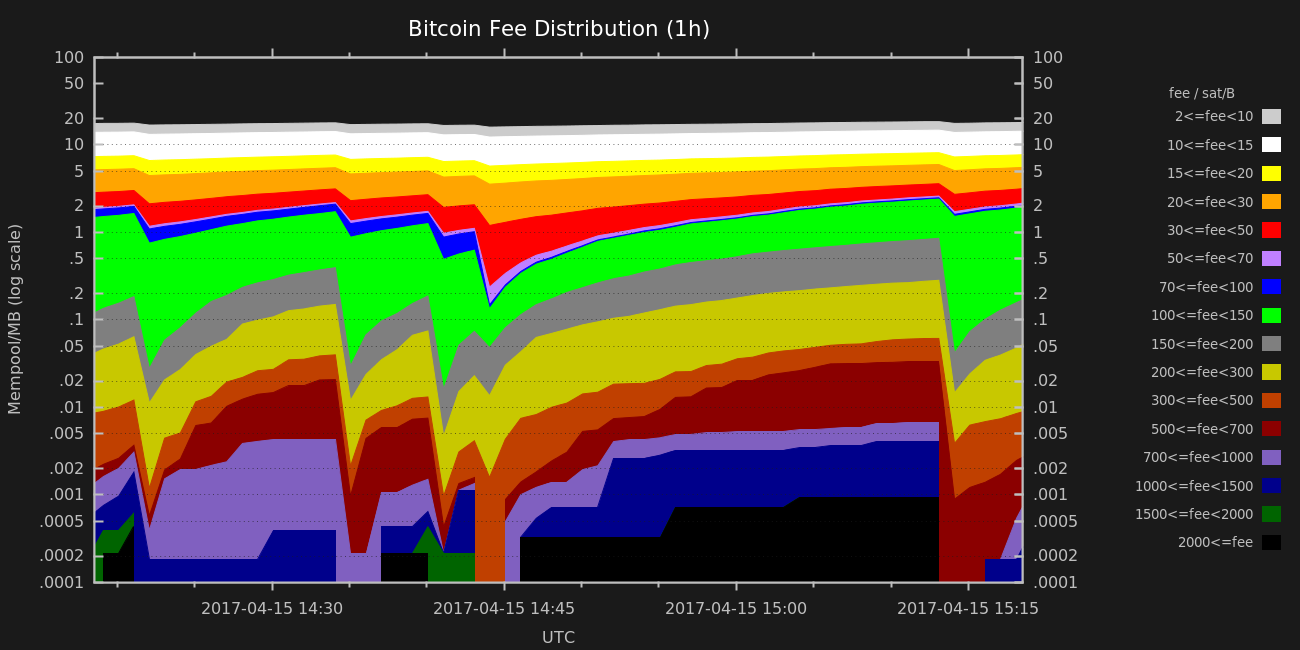 Bitcoin Fee Distribution (1h)
100
50
20
10
5
2
1
.5
.2
.1
.05
.02
.01
.005
.002
.001
.0005
.0002
.0001
Mempool/MB (log scale)
100
50
20
10
5
2
1
.5
.2
.1
.05
.02
.01
.005
.002
.001
.0005
.0002
.0001
2017-04-15 14:30
2017-04-15 14:45
2017-04-15 15:00
2017-04-15 15:15
UTC
fee / sat/B
2<=fee<10
10<=fee<15
15<=fee<20
20<=fee<30
30<=fee<50
50<=fee<70
70<=fee<100
100<=fee<150
150<=fee<200
200<=fee<300
300<=fee<500
500<=fee<700
700<=fee<1000
1000<=fee<1500
1500<=fee<2000
2000<=fee